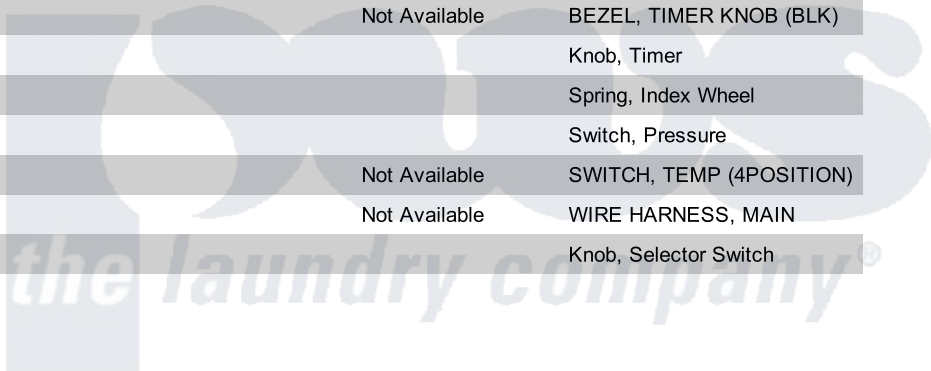 Not Available BEZEL, TIMER KNOB (BLK)
Knob, Timer
Spring, Index Wheel
Switch, Pressure
Not Available SWITCH, TEMP (4POSITION)
Not Available WIRE HARNESS, MAIN
Knob, Selector Switch
the laundry company®